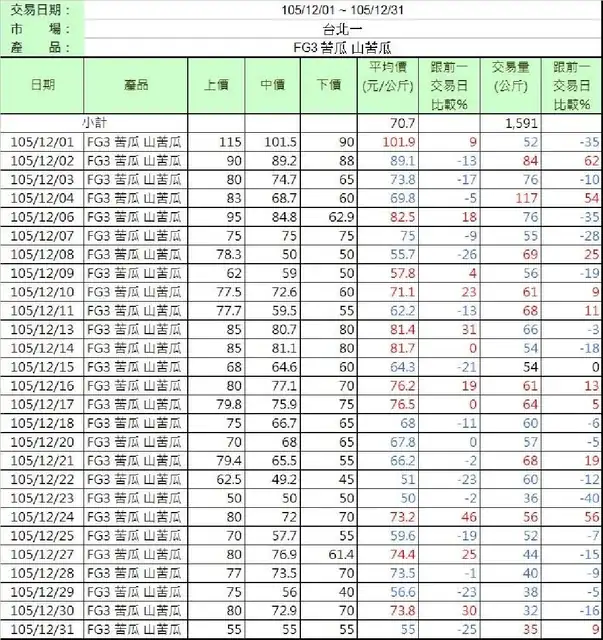 交易日期： 105/12/01 ~ 105/12/31
市 場： 台北一
產 品： FG3 苦瓜 山苦瓜
日期 產品 上價 中價 下價 平均價 (元/公斤) 跟前一交易日比較% 交易量 (公斤) 跟前一交易日比較%
小計 70.7 1,591
105/12/01 FG3 苦瓜 山苦瓜 115 101.5 90 101.9 9 52 -35
105/12/02 FG3 苦瓜 山苦瓜 90 89.2 88 89.1 -13 84 62
105/12/03 FG3 苦瓜 山苦瓜 80 74.7 65 73.8 -17 76 -10
105/12/04 FG3 苦瓜 山苦瓜 83 68.7 60 69.8 -5 117 54
105/12/06 FG3 苦瓜 山苦瓜 95 84.8 62.9 82.5 18 76 -35
105/12/07 FG3 苦瓜 山苦瓜 75 75 75 75 -9 55 -28
105/12/08 FG3 苦瓜 山苦瓜 78.3 50 50 55.7 -26 69 25
105/12/09 FG3 苦瓜 山苦瓜 62 59 50 57.8 4 56 -19
105/12/10 FG3 苦瓜 山苦瓜 77.5 72.6 60 71.1 23 61 9
105/12/11 FG3 苦瓜 山苦瓜 77.7 59.5 55 62.2 -13 68 11
105/12/13 FG3 苦瓜 山苦瓜 85 80.7 80 81.4 31 66 -3
105/12/14 FG3 苦瓜 山苦瓜 85 81.1 80 81.7 0 54 -18
105/12/15 FG3 苦瓜 山苦瓜 68 64.6 60 64.3 -21 54 0
105/12/16 FG3 苦瓜 山苦瓜 80 77.1 70 76.2 19 61 13
105/12/17 FG3 苦瓜 山苦瓜 79.8 75.9 75 76.5 0 64 5
105/12/18 FG3 苦瓜 山苦瓜 75 66.7 65 68 -11 60 -6
105/12/20 FG3 苦瓜 山苦瓜 70 68 65 67.8 0 57 -5
105/12/21 FG3 苦瓜 山苦瓜 79.4 65.5 55 66.2 -2 68 19
105/12/22 FG3 苦瓜 山苦瓜 62.5 49.2 45 51 -23 60 -12
105/12/23 FG3 苦瓜 山苦瓜 50 50 50 50 -2 36 -40
105/12/24 FG3 苦瓜 山苦瓜 80 72 70 73.2 46 56 56
105/12/25 FG3 苦瓜 山苦瓜 70 57.7 55 59.6 -19 52 -7
105/12/27 FG3 苦瓜 山苦瓜 80 76.9 61.4 74.4 25 44 -15
105/12/28 FG3 苦瓜 山苦瓜 77 73.5 70 73.5 -1 40 -9
105/12/29 FG3 苦瓜 山苦瓜 75 56 40 56.6 -23 38 -5
105/12/30 FG3 苦瓜 山苦瓜 80 72.9 70 73.8 30 32 -16
105/12/31 FG3 苦瓜 山苦瓜 55 55 55 55 -25 35 9